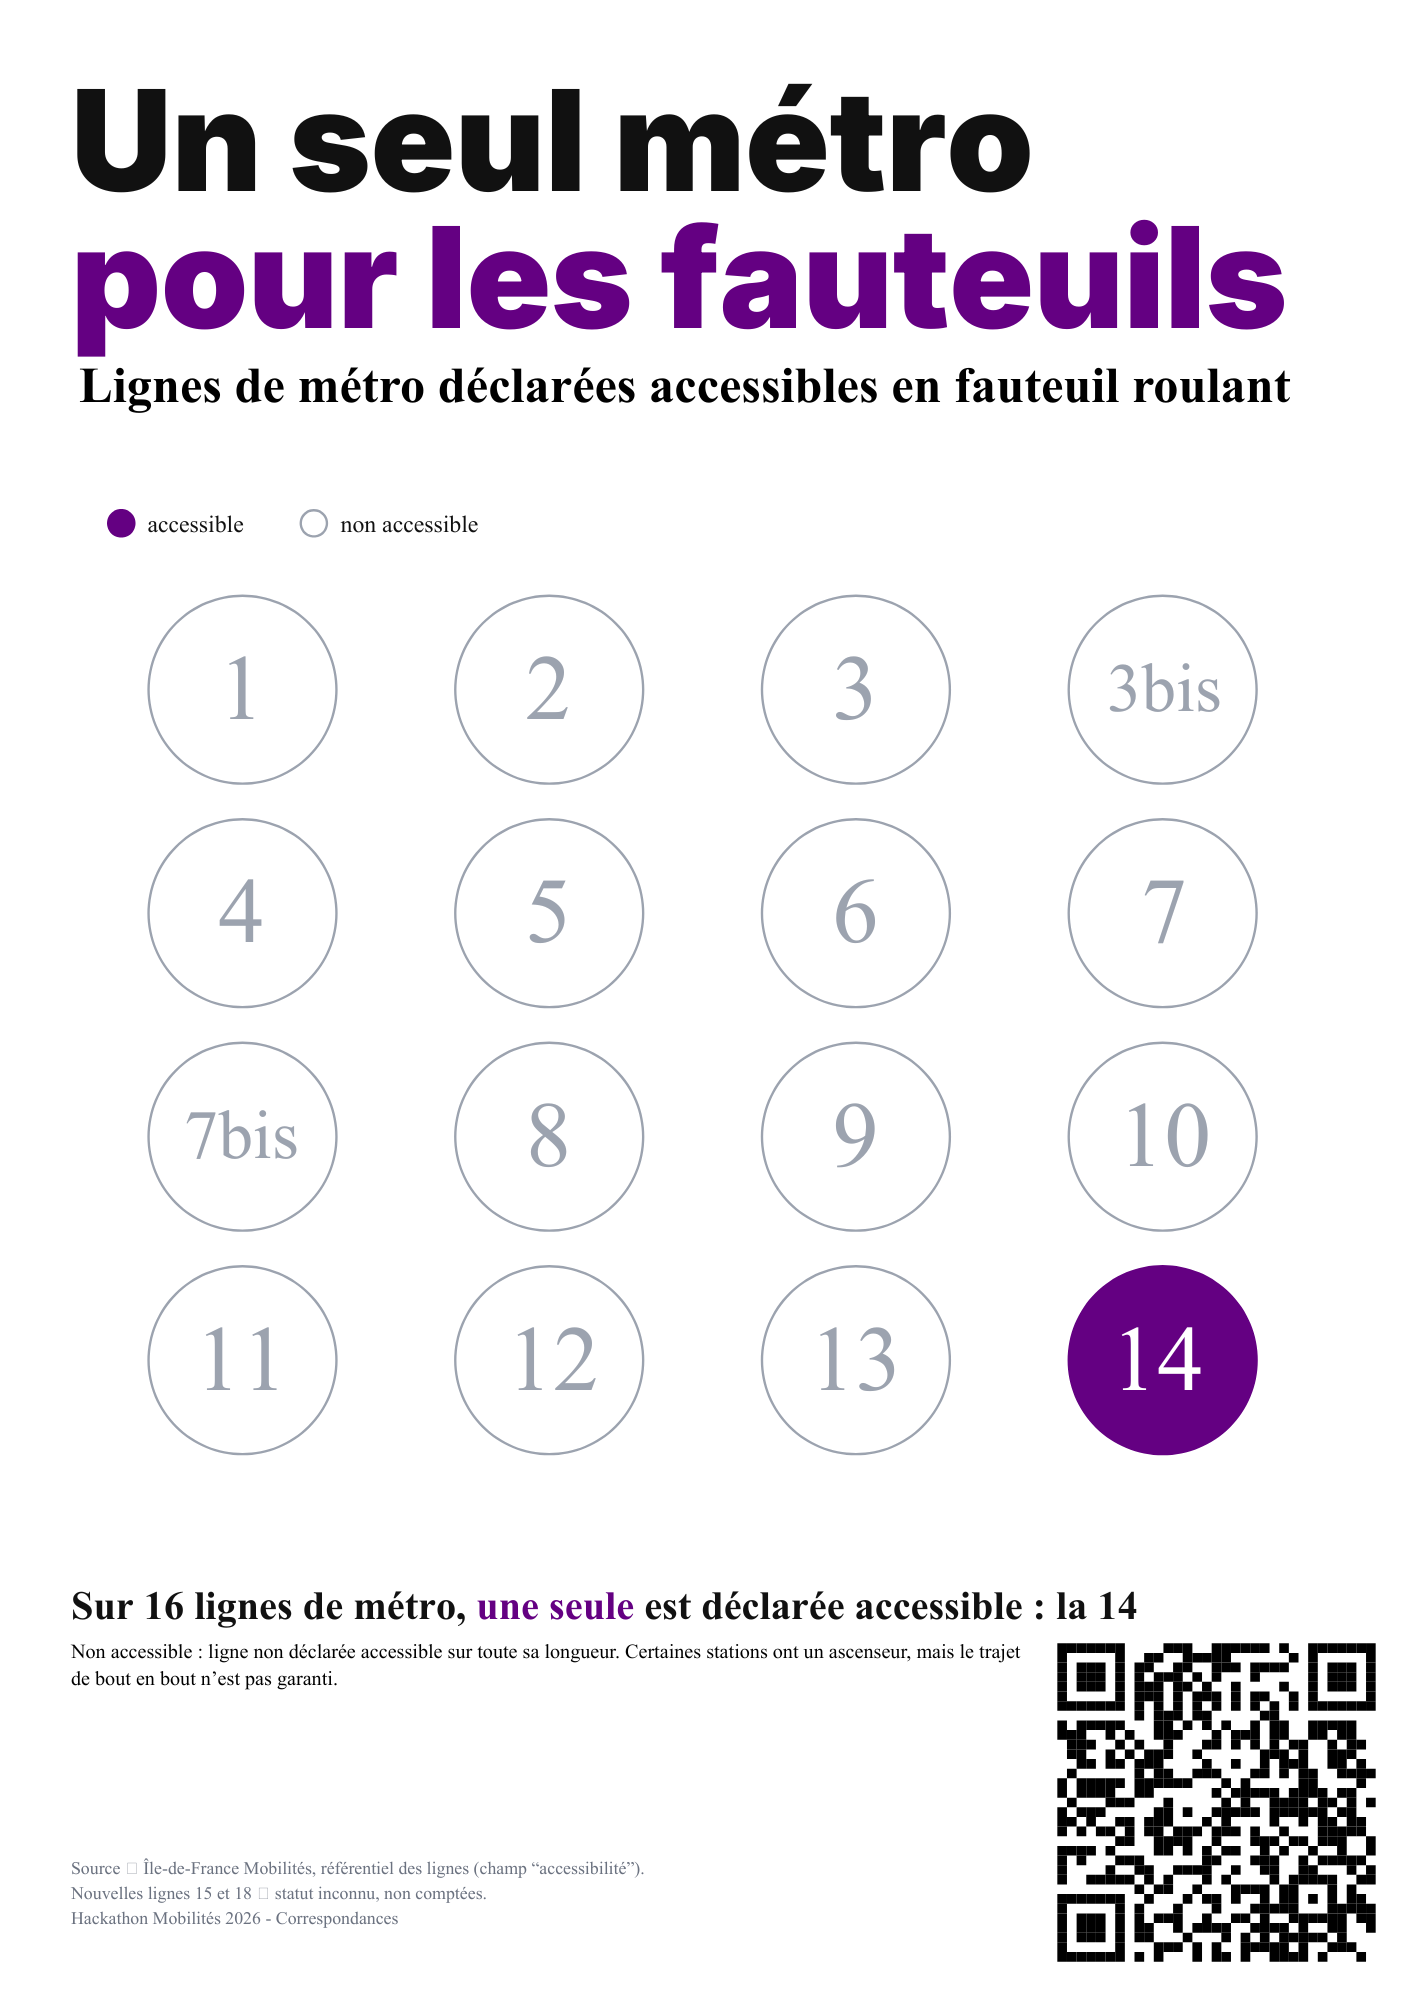 Un seul métro
pour les fauteuils
Lignes de métro déclarées accessibles en fauteuil roulant
accessible
non accessible
1
2
3
3bis
4
5
6
7
7bis
8
9
10
11
12
13
14
Sur 16 lignes de métro, une seule est déclarée accessible : la 14
Non accessible : ligne non déclarée accessible sur toute sa longueur. Certaines stations ont un ascenseur, mais le trajet
de bout en bout n’est pas garanti.
Source □ Île-de-France Mobilités, référentiel des lignes (champ “accessibilité”).
Nouvelles lignes 15 et 18 □ statut inconnu, non comptées.
Hackathon Mobilités 2026 - Correspondances